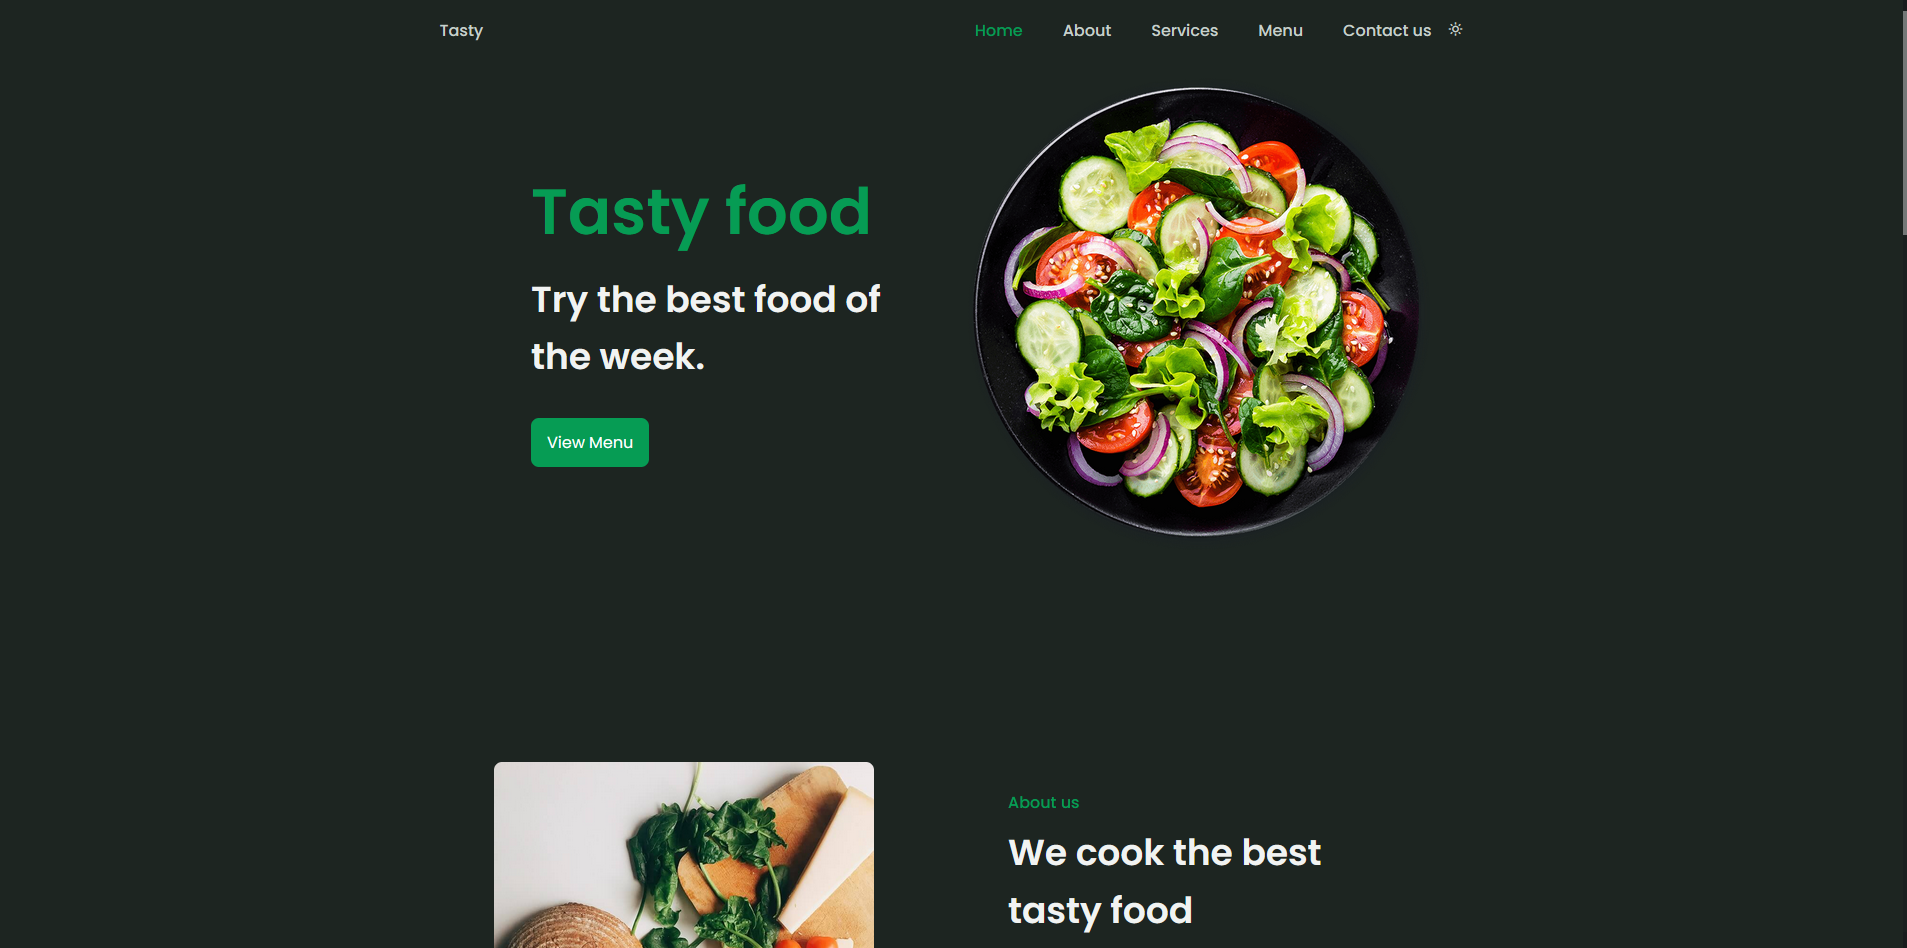 Tasty
Home
About
Services
Menu
Contact us
Tasty food
Try the best food of
the week.
View Menu
About us
We cook the best
tasty food